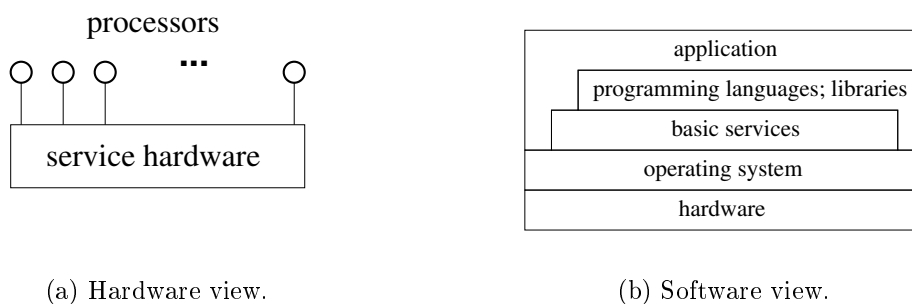 processors
...
service hardware
(a) Hardware view.
application
programming languages; libraries
basic services
operating system
hardware
(b) Software view.